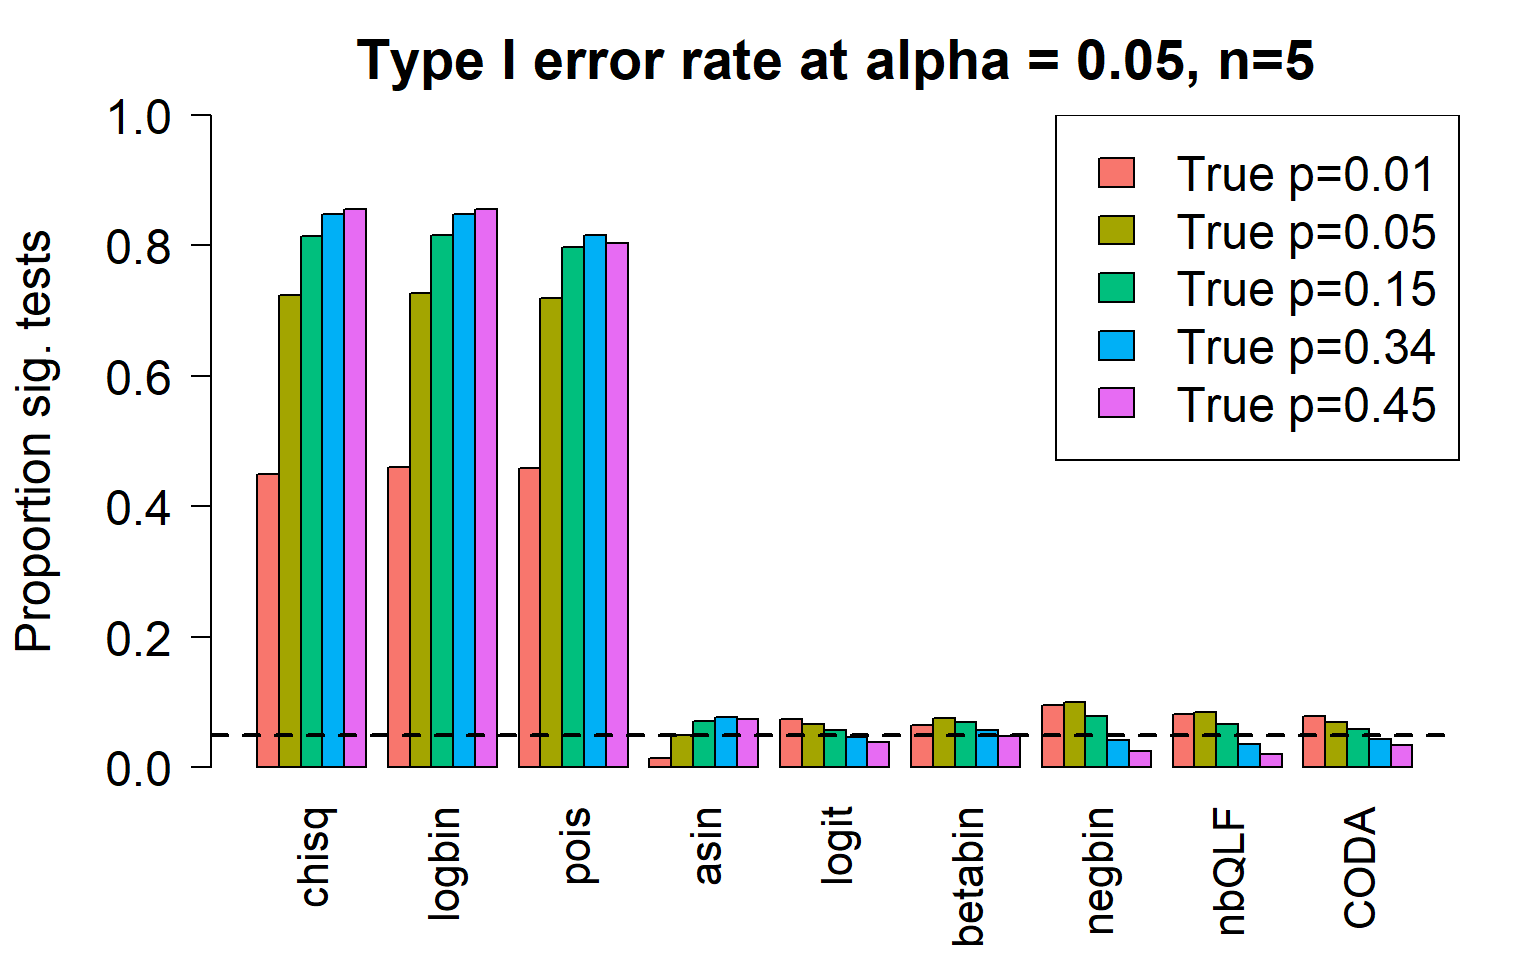 Type I error rate at alpha = 0.05, n=5
Proportion sig. tests
1.0
0.8
0.6
0.4
0.2
0.0
True p=0.01
True p=0.05
True p=0.15
True p=0.34
True p=0.45
chisq
logbin
pois
asin
logit
betabin
negbin
nbQLF
CODA